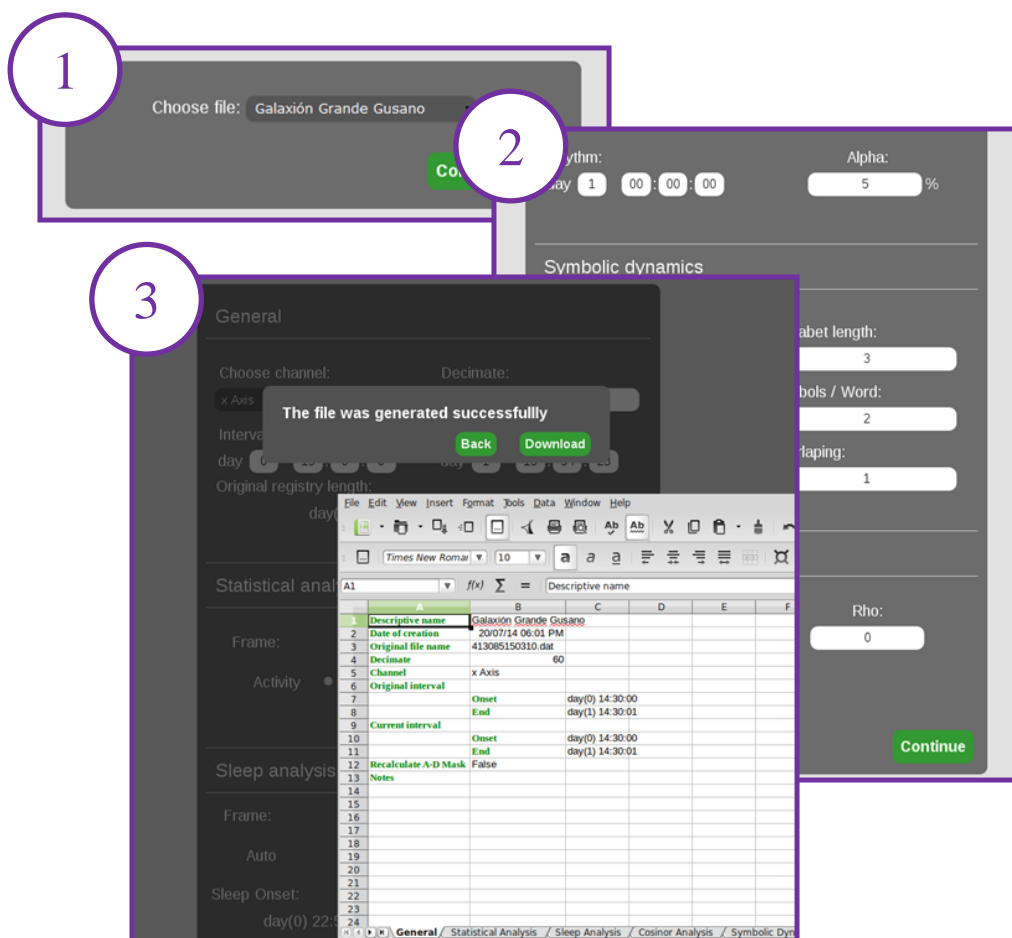 1
Choose file: Galaxión Grande Gusano
2
day 1 00 : 00 : 00
Alpha:
5 %
Symbolic dynamics
3
2
1
Rho:
0
Continue
3
General
Choose channel: Decimate:
x Axis
The file was generated successfullly
Back Download
day
Original registry length:
Statistical
Frame:
Activity
Sleep analysis
Frame:
Auto
Sleep Onset:
day(0)
File Edit View Insert Format Tools Data Window Help
Times New Roman 10 a a a
A1 f(x) Σ = Descriptive name
A B C D E F
1 Descriptive name Galaxión Grande Gusano
2 Date of creation 20/07/14 06:01 PM
3 Original file name 413085150310.dat
4 Decimate 60
5 Channel x Axis
6 Original interval
7 Onset day(0) 14:30:00
8 End day(1) 14:30:01
9 Current interval
10 Onset day(0) 14:30:00
11 End day(1) 14:30:01
12 Recalculate A-D Mask False
13 Notes
14
15
16
17
18
19
20
21
22
23
24
General Statistical Analysis Sleep Analysis Cosinor Analysis Symbolic Dyn